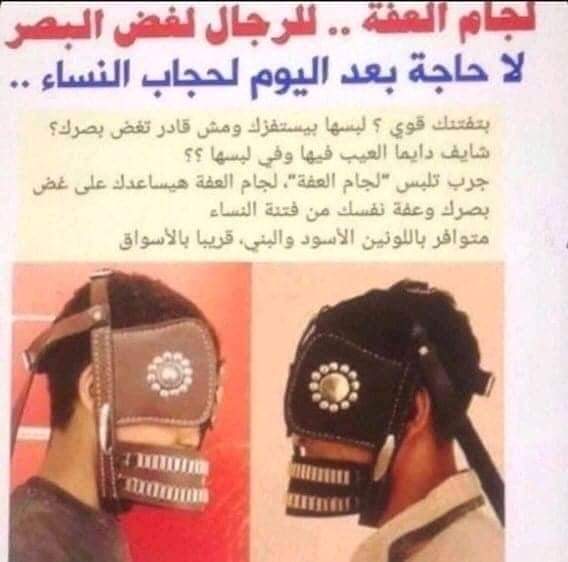 لجام العفة .. للرجال لغض البصر
لا حاجة بعد اليوم لحجاب النساء ..
بتفتنك قوي ؟ لبسها بيستفزك ومش قادر تغض بصرك؟
شايف دايما العيب فيها وفي لبسها ؟؟
جرب تلبس "لجام العفة"، لجام العفة هيساعدك على غض
بصرك وعفة نفسك من فتنة النساء
متوافر باللونين الأسود والبني، قريبا بالأسواق